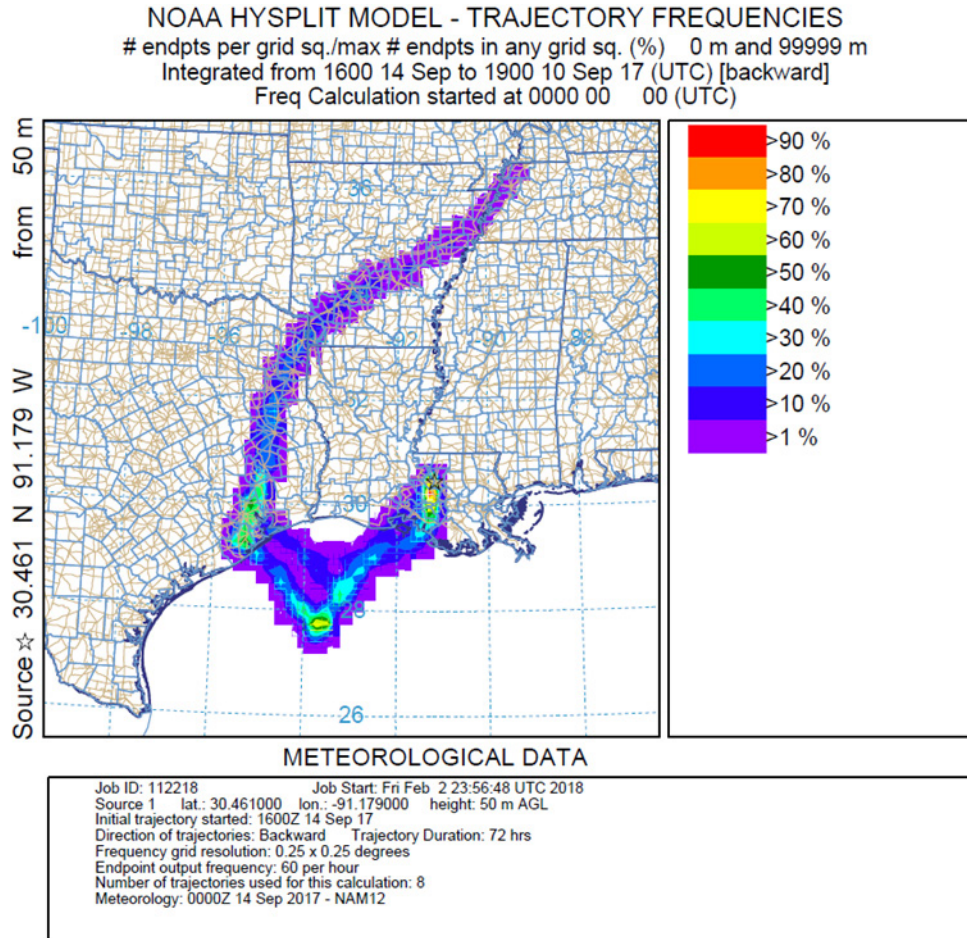 NOAA HYSPLIT MODEL - TRAJECTORY FREQUENCIES
# endpts per grid sq./max # endpts in any grid sq. (%) 0 m and 99999 m
Integrated from 1600 14 Sep to 1900 10 Sep 17 (UTC) [backward]
Freq Calculation started at 0000 00 00 (UTC)
Source ☆ 30.461 N 91.179 W from 50 m
36
-100 -98 -96 -92 -90 -88
32
30
28
26
>90 %
>80 %
>70 %
>60 %
>50 %
>40 %
>30 %
>20 %
>10 %
>1 %
METEOROLOGICAL DATA
Job ID: 112218 Job Start: Fri Feb 2 23:56:48 UTC 2018
Source 1 lat.: 30.461000 lon.: -91.179000 height: 50 m AGL
Initial trajectory started: 1600Z 14 Sep 17
Direction of trajectories: Backward Trajectory Duration: 72 hrs
Frequency grid resolution: 0.25 x 0.25 degrees
Endpoint output frequency: 60 per hour
Number of trajectories used for this calculation: 8
Meteorology: 0000Z 14 Sep 2017 - NAM12